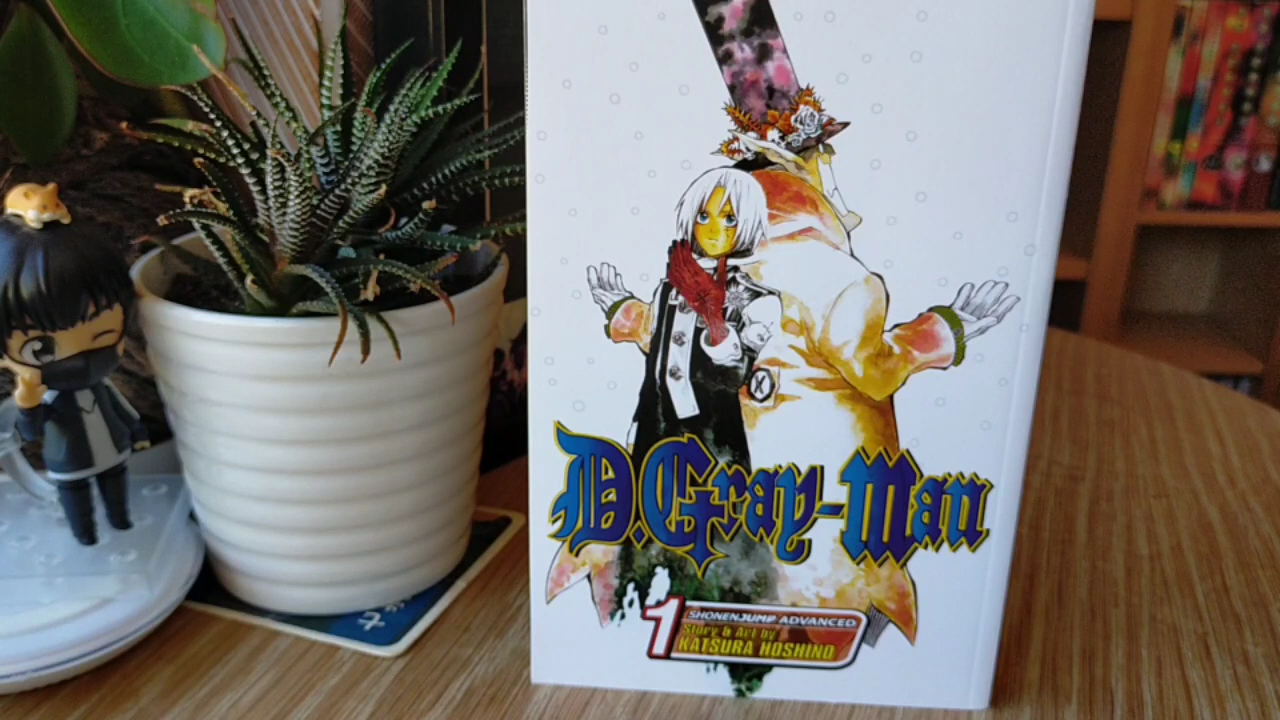 D.Gray-Man
1
SHONEN JUMP ADVANCED
Story & Art by
KATSURA HOSHINO